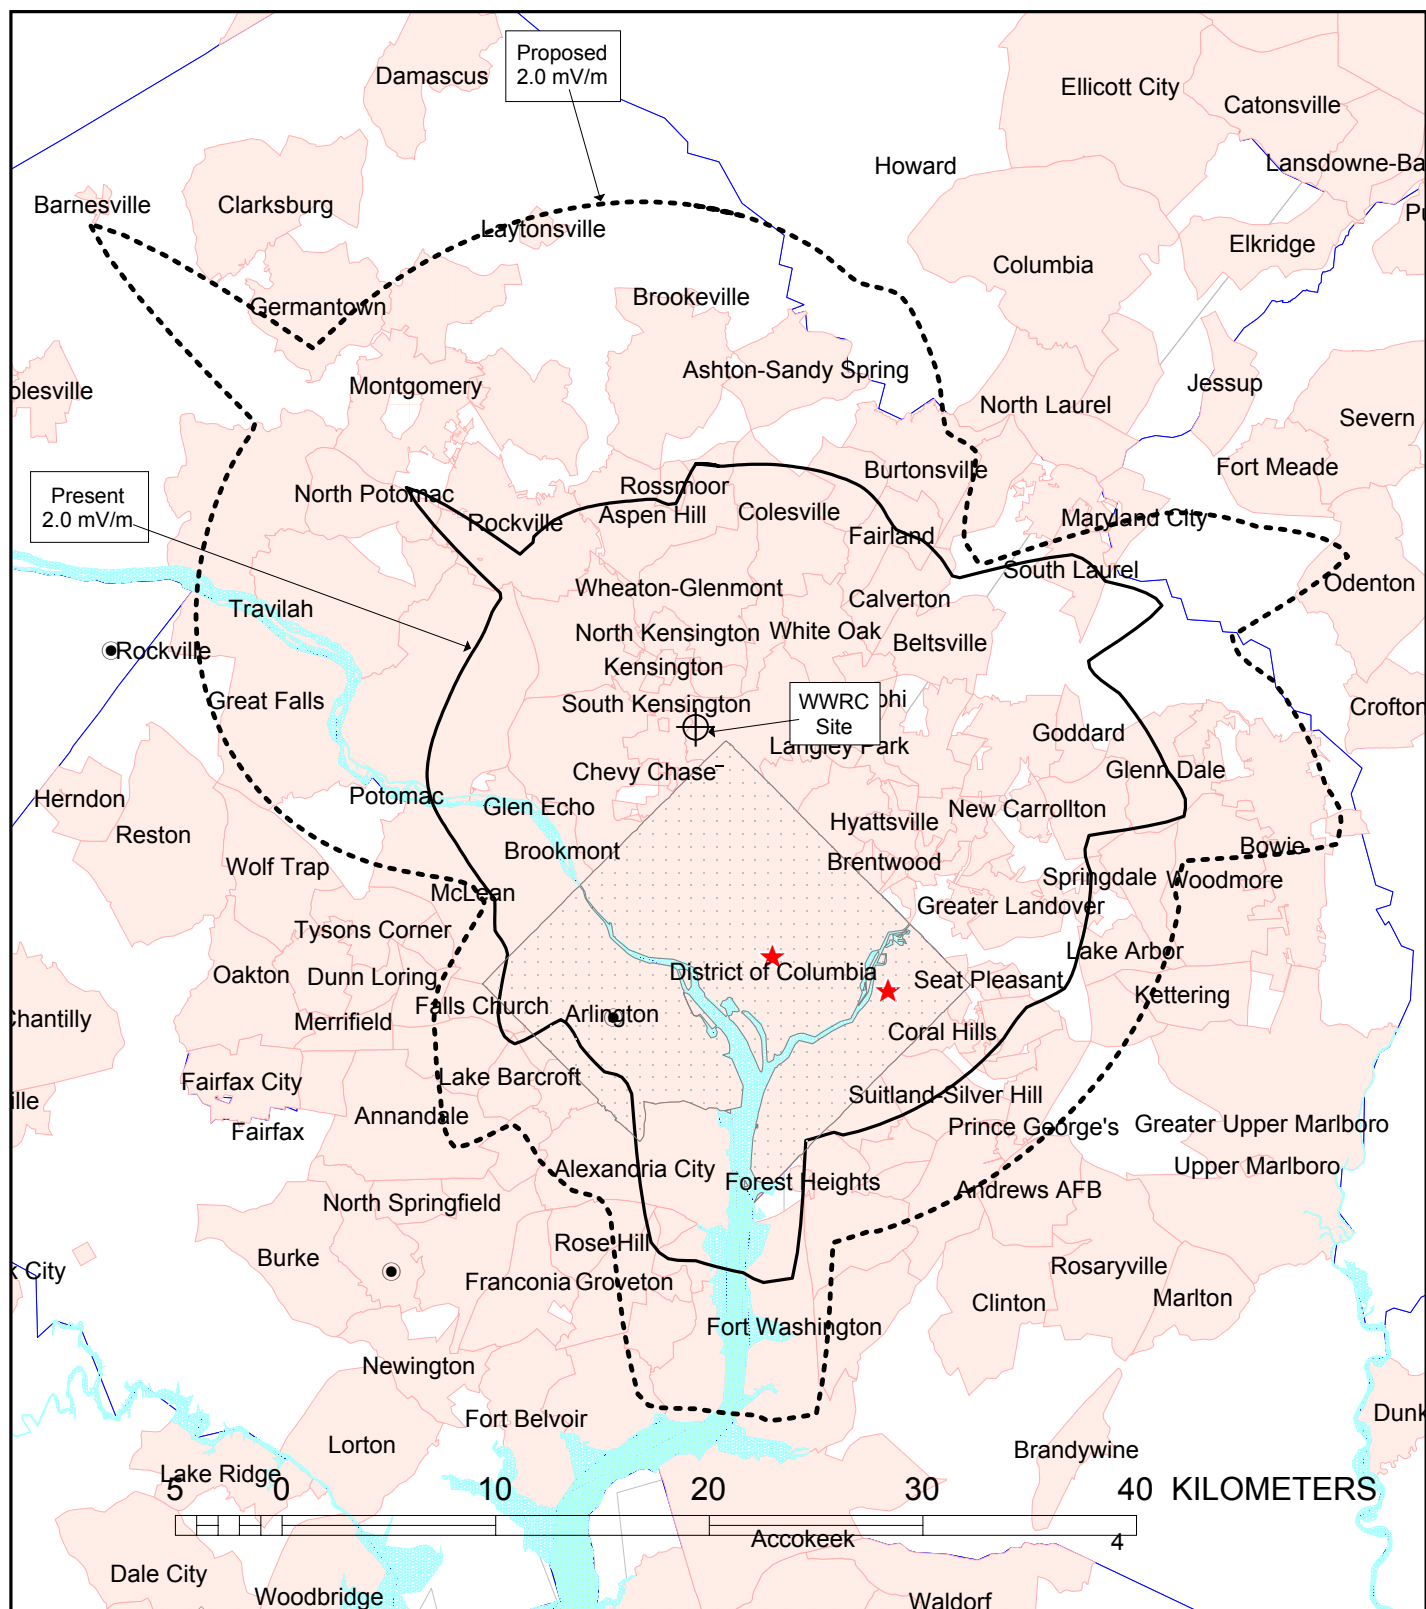 Proposed
2.0 mV/m
Damascus
Ellicott City
Catonsville
Howard
Lansdowne-Ba
Barnesville
Clarksburg
Laytonsville
Elkridge
Columbia
Germantown
Brookeville
Ashton-Sandy Spring
Montgomery
Jessup
olesville
North Laurel
Severn
Burtonsville
Fort Meade
Rossmoor
Present
2.0 mV/m
North Potomac
Rockville
Aspen Hill
Colesville
Maryland City
Fairland
South Laurel
Odenton
Wheaton-Glenmont
Calverton
Travilah
North Kensington
White Oak
Beltsville
Rockville
Kensington
Great Falls
South Kensington
WWRC
Site
phi
Crofton
Goddard
Langley Park
Chevy Chase
Glenn Dale
Herndon
Potomac
Glen Echo
New Carrollton
Reston
Hyattsville
Bowie
Brookmont
Brentwood
Wolf Trap
McLean
Springdale
Woodmore
Greater Landover
Tysons Corner
Lake Arbor
Oakton
Dunn Loring
District of Columbia
Seat Pleasant
Kettering
Falls Church
Arlington
Chantilly
Merrifield
Coral Hills
Fairfax City
Lake Barcroft
Suitland-Silver Hill
ille
Annandale
Fairfax
Prince George's
Greater Upper Marlboro
Alexandria City
Upper Marlboro
Forest Heights
Andrews AFB
North Springfield
Rose Hill
Burke
k City
Franconia
Groveton
Rosaryville
Clinton
Marlton
Fort Washington
Newington
Fort Belvoir
Dunk
Lorton
Brandywine
Lake Ridge
5 0 10 20 30 40 KILOMETERS
Accokeek
4
Dale City
Woodbridge
Waldorf